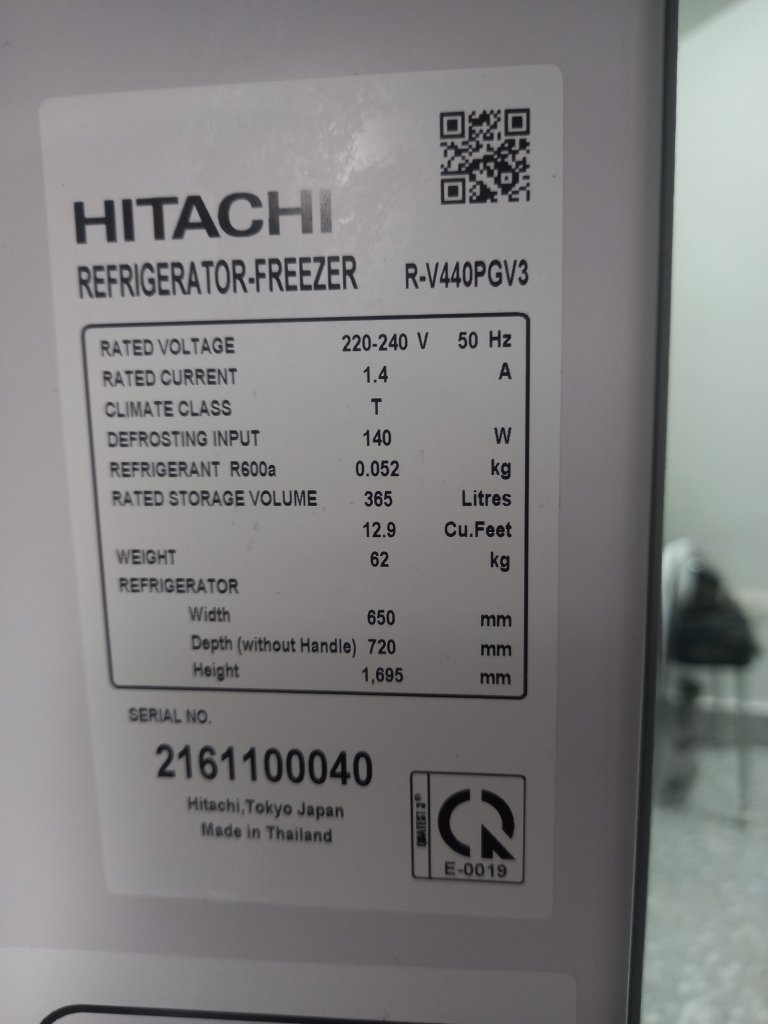 HITACHI
REFRIGERATOR-FREEZER R-V440PGV3
RATED VOLTAGE 220-240 V 50 Hz
RATED CURRENT 1.4 A
CLIMATE CLASS T
DEFROSTING INPUT 140 W
REFRIGERANT R600a 0.052 kg
RATED STORAGE VOLUME 365 Litres
12.9 Cu.Feet
WEIGHT 62 kg
REFRIGERATOR
Width 650 mm
Depth (without Handle) 720 mm
Height 1,695 mm
SERIAL NO.
2161100040
Hitachi,Tokyo Japan
Made in Thailand
QUATEST 3®
CR
E-0019